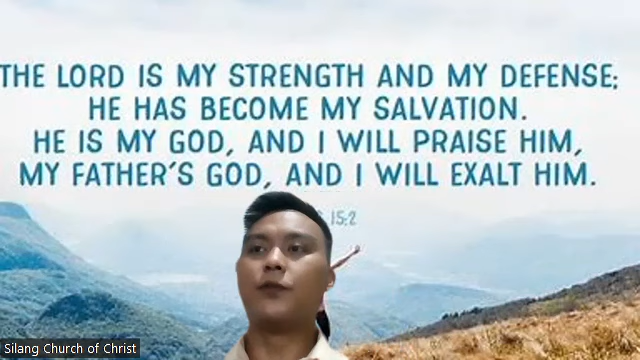 THE LORD IS MY STRENGTH AND MY DEFENSE;
HE HAS BECOME MY SALVATION.
HE IS MY GOD, AND I WILL PRAISE HIM,
MY FATHER'S GOD, AND I WILL EXALT HIM.
15:2
Silang Church of Christ